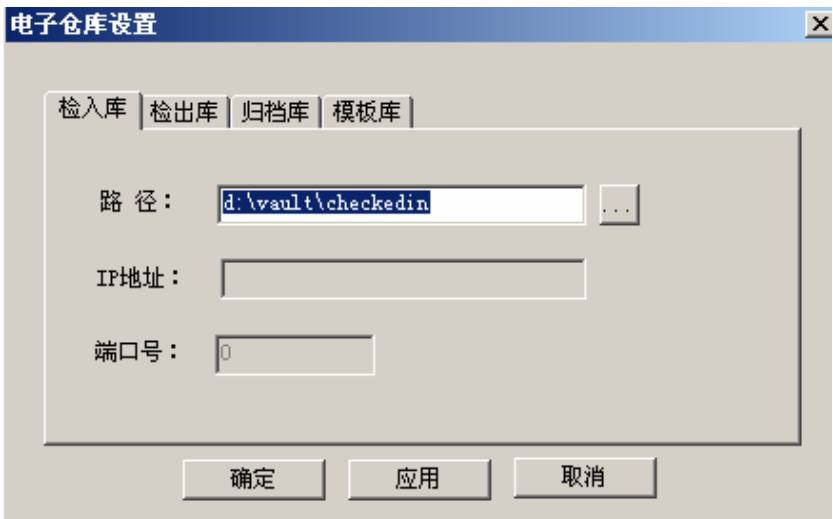 电子仓库设置
检入库 检出库 归档库 模板库
路 径： d:\vault\checkedin ...
IP地址：
端口号： 0
确定 应用 取消